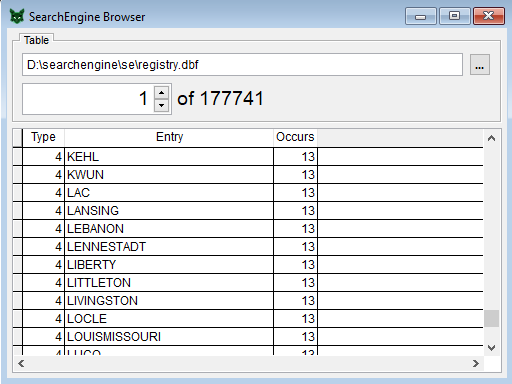 SearchEngine Browser
Table
D:\searchengine\se\registry.dbf
...
1 of 177741
Type Entry Occurs
4 KEHL 13
4 KWUN 13
4 LAC 13
4 LANSING 13
4 LEBANON 13
4 LENNESTADT 13
4 LIBERTY 13
4 LITTLETON 13
4 LIVINGSTON 13
4 LOCLE 13
4 LOUISMISSOURI 13
4 LUGO 13